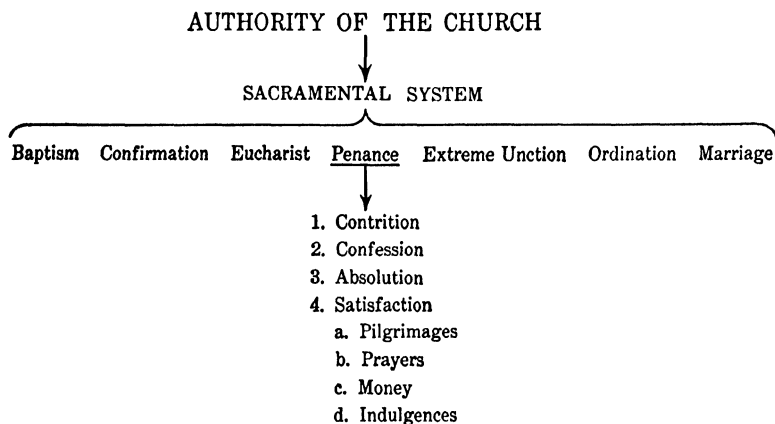 AUTHORITY OF THE CHURCH
SACRAMENTAL SYSTEM
Baptism Confirmation Eucharist Penance Extreme Unction Ordination Marriage
1. Contrition
2. Confession
3. Absolution
4. Satisfaction
a. Pilgrimages
b. Prayers
c. Money
d. Indulgences